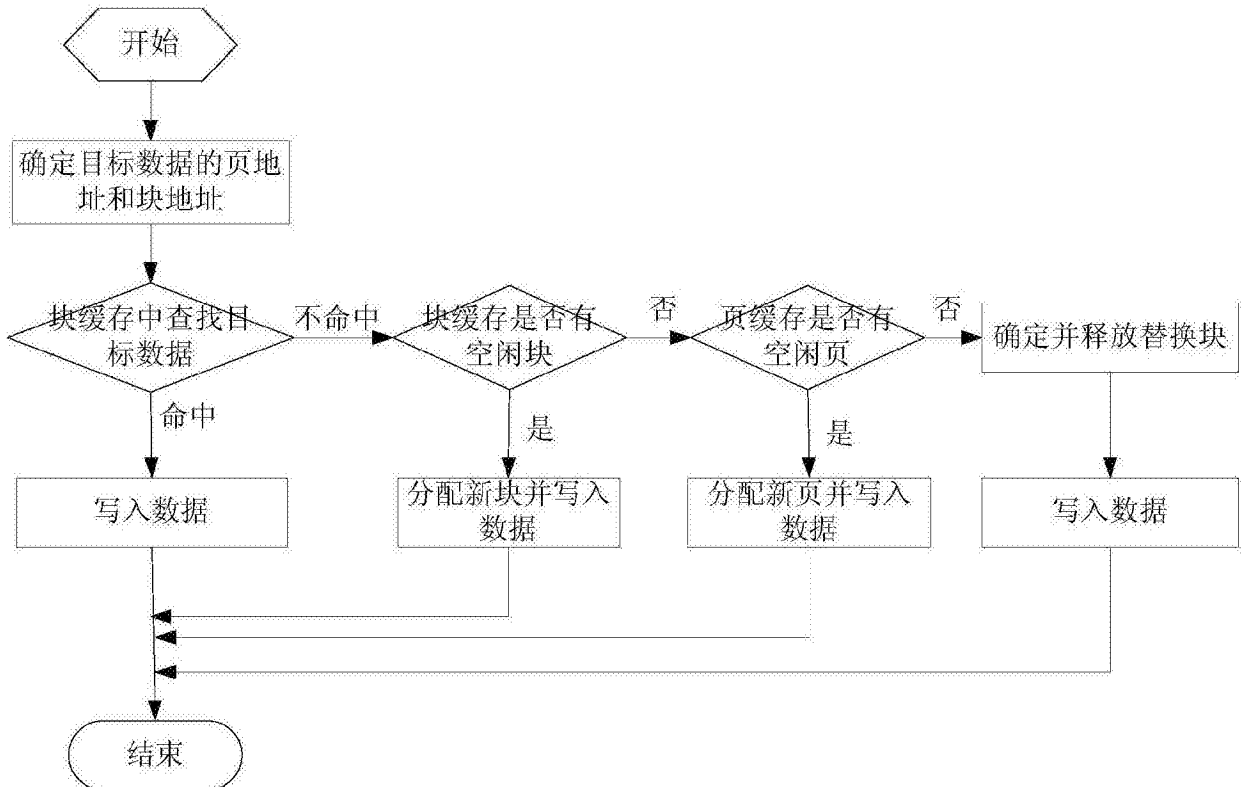 开始
确定目标数据的页地
址和块地址
块缓存中查找目
标数据
不命中
块缓存是否有
空闲块
否
页缓存是否有
空闲页
否
确定并释放替换块
命中
是
是
写入数据
分配新块并写入
数据
分配新页并写入
数据
写入数据
结束